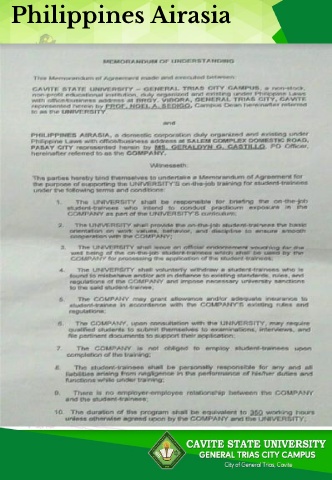 Philippines Airasia
MEMORANDUM OF UNDERSTANDING
This Memorandum of Agreement made and executed between:
CAVITE STATE UNIVERSITY – GENERAL TRIAS CITY CAMPUS, a non-stock,
non-profit educational institution, duly organized and existing under Philippine Laws
with office/business address at BRGY. VIBORA, GENERAL TRIAS CITY, CAVITE
represented herein by PROF. NOEL A. SEDIGO, Campus Dean hereinafter referred
to as the UNIVERSITY
and
PHILIPPINES AIRASIA, a domestic corporation duly organized and existing under
Philippine Laws with office/business address at SALEM COMPLEX DOMESTIC ROAD,
PASAY CITY represented herein by MS. GERALDYN G. CASTILLO, PO Officer,
hereinafter referred to as the COMPANY.
Witnesseth:
The parties hereby bind themselves to undertake a Memorandum of Agreement for
the purpose of supporting the UNIVERSITY'S on-the-job training for student-trainees
under the following terms and conditions:
1. The UNIVERSITY shall be responsible for briefing the on-the-job
student-trainees who intend to conduct practicum exposure in the
COMPANY as part of the UNIVERSITY'S curriculum;
2. The UNIVERSITY shall provide the on-the-job student-trainees the basic
orientation on work values, behavior, and discipline to ensure smooth
cooperation with the COMPANY;
3. The UNIVERSITY shall issue an official endorsement vouching for the
well being of the on-the-job student-trainees which shall be used by the
COMPANY for processing the application of the student-trainees;
4. The UNIVERSITY shall voluntarily withdraw a student-trainees who is
found to misbehave and/or act in defiance to existing standards, rules, and
regulations of the COMPANY and impose necessary university sanctions
to the said student-trainee.
5. The COMPANY may grant allowance and/or adequate insurance to
student-trainee in accordance with the COMPANY'S existing rules and
regulations;
6. The COMPANY, upon consultation with the UNIVERSITY, may require
qualified students to submit themselves to examinations, interviews, and
file pertinent documents to support their application;
7. The COMPANY is not obliged to employ student-trainees upon
completion of the training;
8. The student-trainees shall be personally responsible for any and all
liabilities arising from negligence in the performance of his/her duties and
functions while under training;
9. There is no employer-employee relationship between the COMPANY
and the student-trainees;
10. The duration of the program shall be equivalent to 350 working hours
unless otherwise agreed upon by the COMPANY and the UNIVERSITY;
CAVITE STATE UNIVERSITY
GENERAL TRIAS CITY CAMPUS
City of General Trias, Cavite